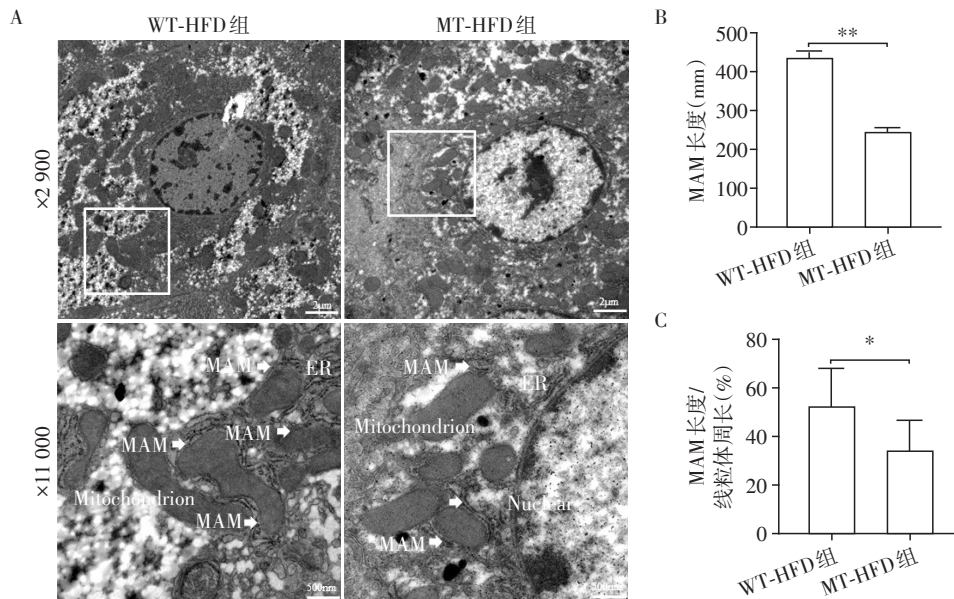 A
WT-HFD组
MT-HFD组
×2 900
2μm
2μm
×11 000
MAM
ER
MAM
MAM
Mitochondrion
MAM
500nm
MAM
ER
Mitochondrion
Nuclear
MAM
500nm
B
MAM 长度(mm)
500
400
300
200
100
0
**
WT-HFD组
MT-HFD组
C
MAM 长度/
线粒体周长(%)
80
60
40
20
0
*
WT-HFD组
MT-HFD组